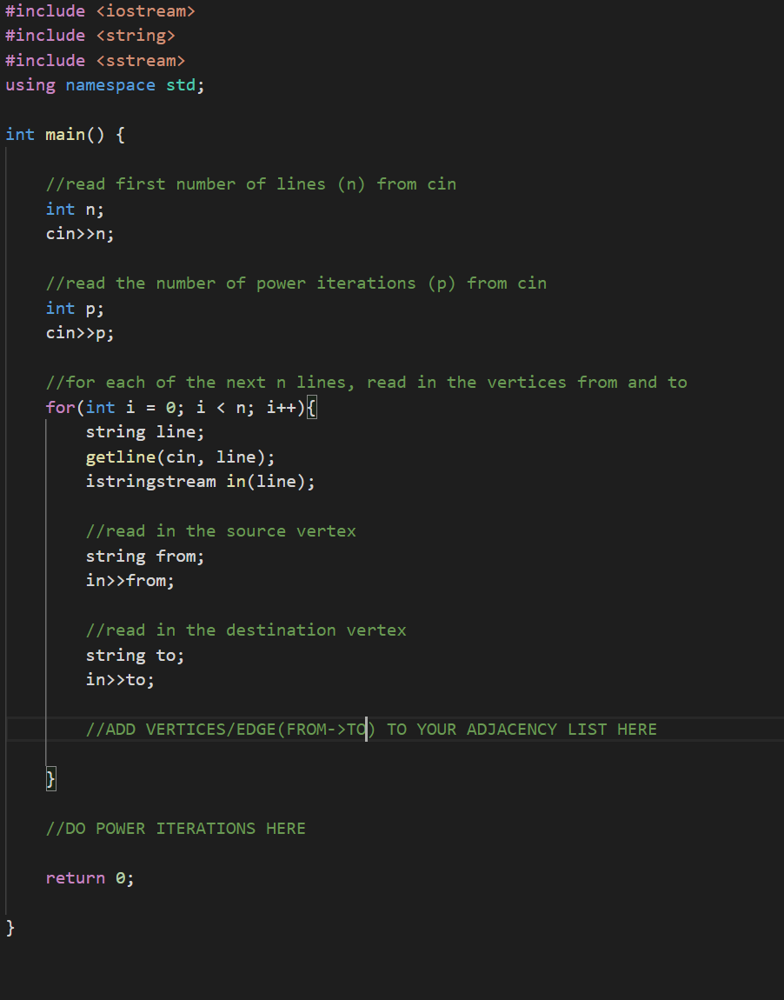 #include <iostream>
#include <string>
#include <sstream>
using namespace std;

int main() {

    //read first number of lines (n) from cin
    int n;
    cin>>n;

    //read the number of power iterations (p) from cin
    int p;
    cin>>p;

    //for each of the next n lines, read in the vertices from and to
    for(int i = 0; i < n; i++){
        string line;
        getline(cin, line);
        istringstream in(line);

        //read in the source vertex
        string from;
        in>>from;

        //read in the destination vertex
        string to;
        in>>to;

        //ADD VERTICES/EDGE(FROM->TO) TO YOUR ADJACENCY LIST HERE

    }

    //DO POWER ITERATIONS HERE

    return 0;

}